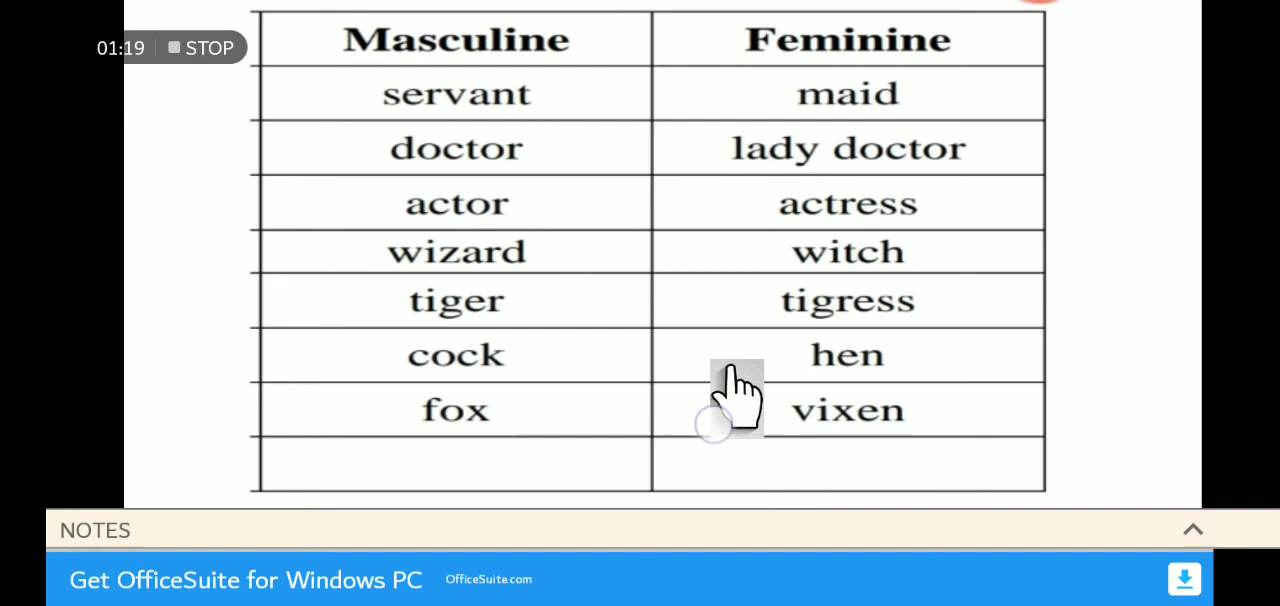 01:19 STOP
Masculine Feminine
servant maid
doctor lady doctor
actor actress
wizard witch
tiger tigress
cock hen
fox vixen
NOTES
Get OfficeSuite for Windows PC OfficeSuite.com